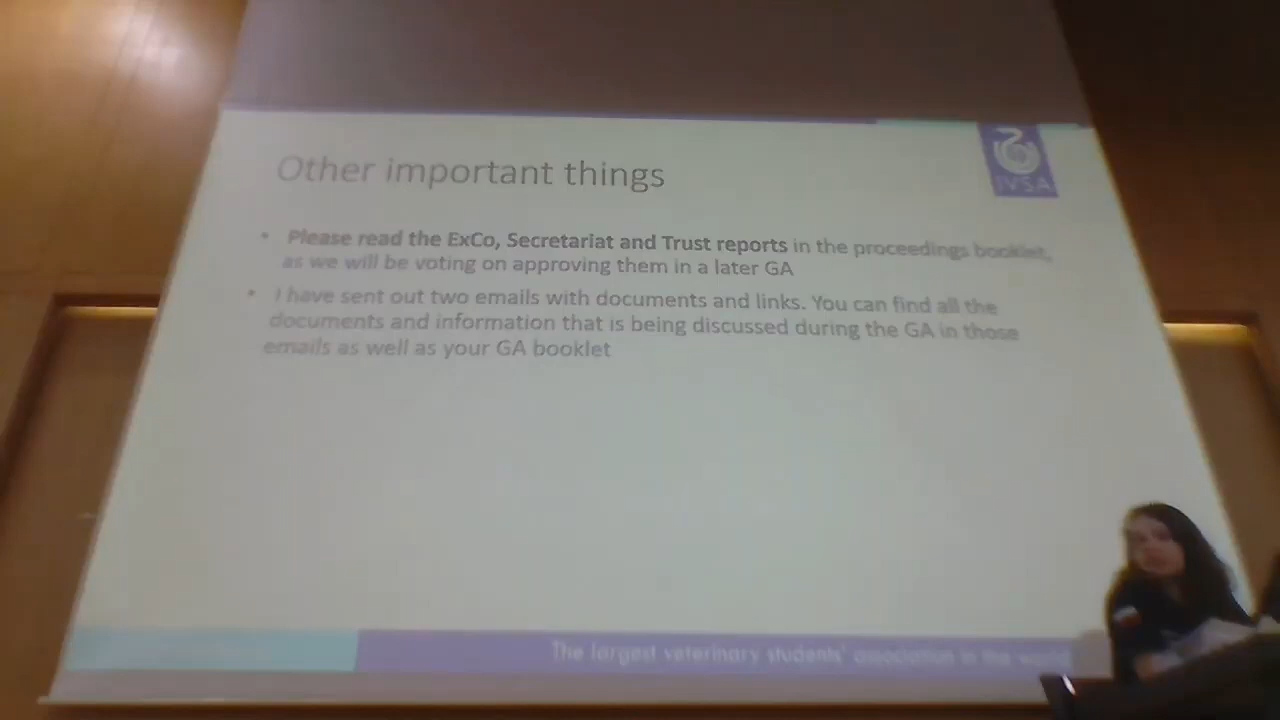 Other important things
IVSA
• Please read the ExCo, Secretariat and Trust reports in the proceedings booklet,
as we will be voting on approving them in a later GA
• I have sent out two emails with documents and links. You can find all the
documents and information that is being discussed during the GA in those
emails as well as your GA booklet
The largest veterinary students' association in the world